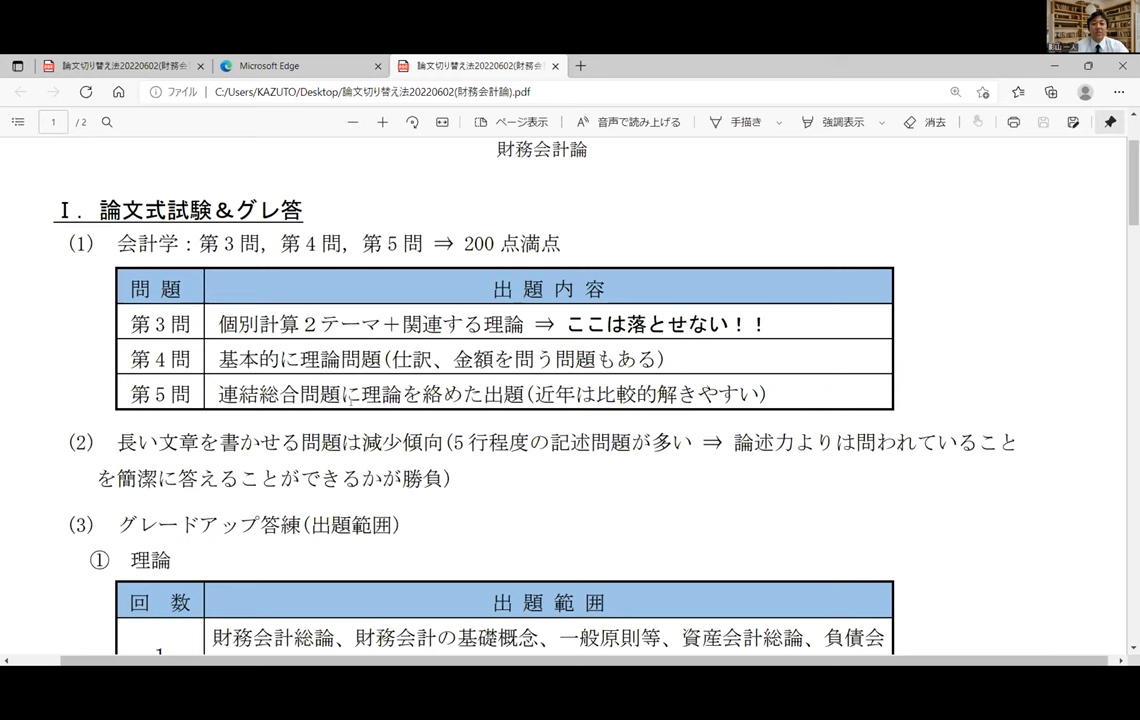 影山 一人
論文切り替え法20220602(財務会
Microsoft Edge
論文切り替え法20220602(財務会
ファイル | C:/Users/KAZUTO/Desktop/論文切り替え法20220602(財務会計論).pdf
1 / 2 ページ表示 音声で読み上げる 手描き 強調表示 消去
財務会計論
Ⅰ. 論文式試験＆グレ答
(1) 会計学：第３問, 第４問, 第５問 ⇒ 200 点満点
問 題 出 題 内 容
第３問 個別計算２テーマ＋関連する理論 ⇒ ここは落とせない！！
第４問 基本的に理論問題(仕訳、金額を問う問題もある)
第５問 連結総合問題に理論を絡めた出題(近年は比較的解きやすい)
(2) 長い文章を書かせる問題は減少傾向(5 行程度の記述問題が多い ⇒ 論述力よりは問われていること
を簡潔に答えることができるかが勝負)
(3) グレードアップ答練(出題範囲)
① 理論
回 数 出 題 範 囲
1 財務会計総論、財務会計の基礎概念、一般原則等、資産会計総論、負債会